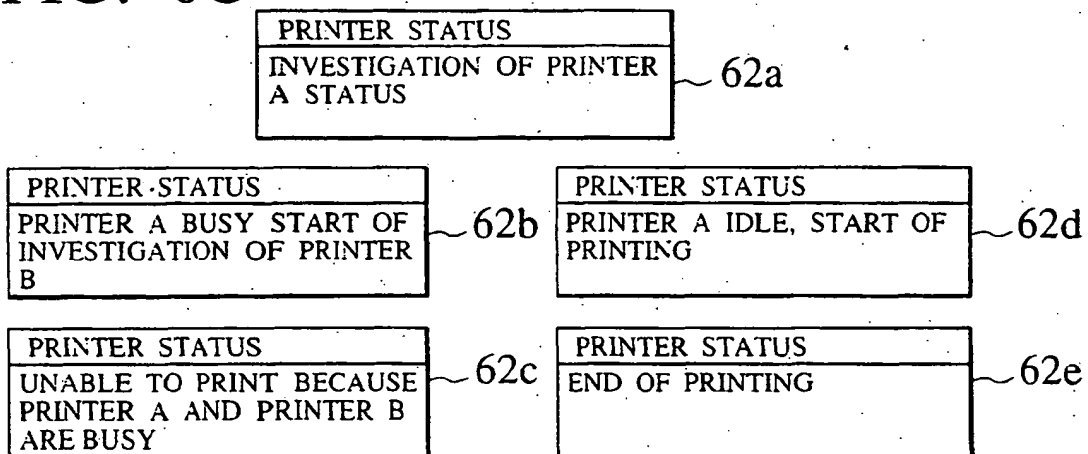 PRINTER STATUS
INVESTIGATION OF PRINTER
A STATUS
62a
PRINTER STATUS
PRINTER A BUSY START OF
INVESTIGATION OF PRINTER
B
62b
PRINTER STATUS
PRINTER A IDLE, START OF
PRINTING
62d
PRINTER STATUS
UNABLE TO PRINT BECAUSE
PRINTER A AND PRINTER B
ARE BUSY
62c
PRINTER STATUS
END OF PRINTING
62e